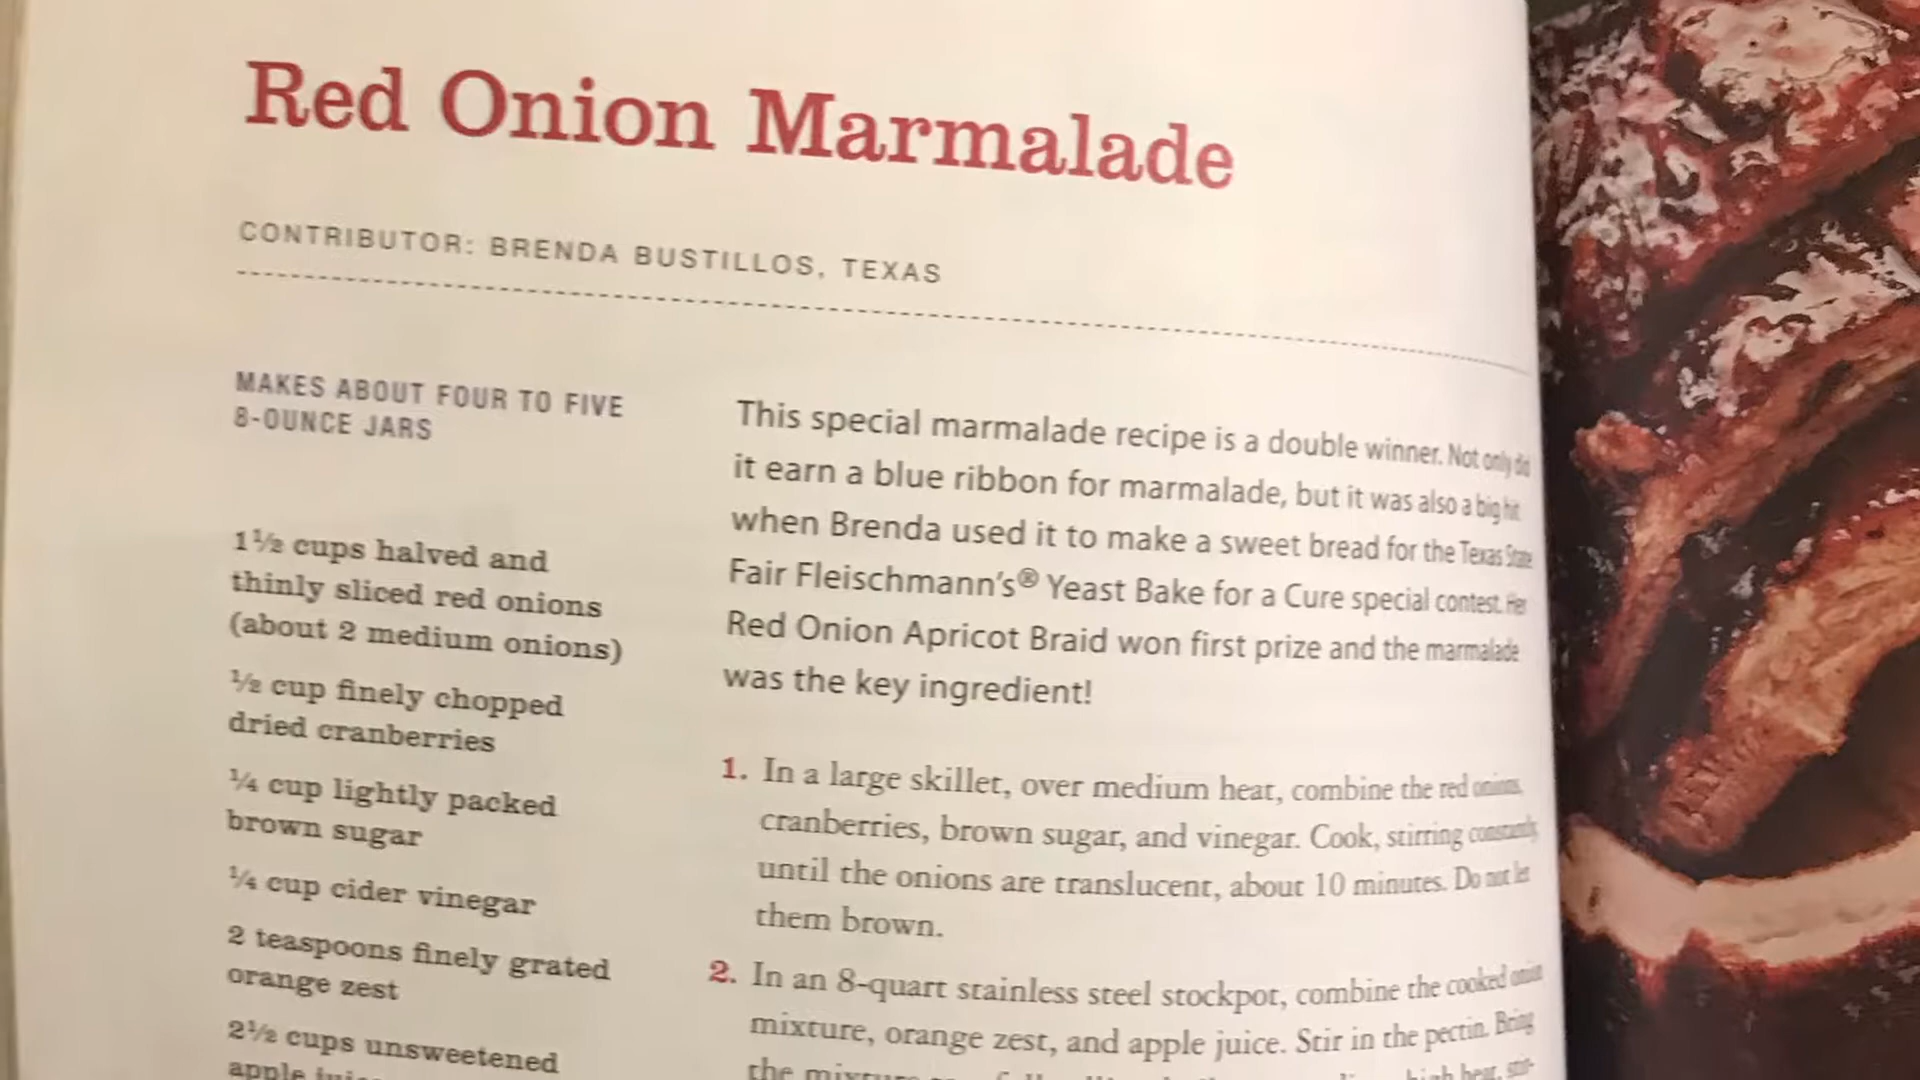 Red Onion Marmalade
CONTRIBUTOR: BRENDA BUSTILLOS, TEXAS
MAKES ABOUT FOUR TO FIVE
8-OUNCE JARS
1½ cups halved and
thinly sliced red onions
(about 2 medium onions)
½ cup finely chopped
dried cranberries
¼ cup lightly packed
brown sugar
¼ cup cider vinegar
2 teaspoons finely grated
orange zest
2½ cups unsweetened
apple
This special marmalade recipe is a double winner. Not only did
it earn a blue ribbon for marmalade, but it was also a big hit
when Brenda used it to make a sweet bread for the Texas State
Fair Fleischmann's® Yeast Bake for a Cure special contest. Her
Red Onion Apricot Braid won first prize and the marmalade
was the key ingredient!
1. In a large skillet, over medium heat, combine the red onions,
cranberries, brown sugar, and vinegar. Cook, stirring constantly,
until the onions are translucent, about 10 minutes. Do not let
them brown.
2. In an 8-quart stainless steel stockpot, combine the cooked onion
mixture, orange zest, and apple juice. Stir in the pectin. Bring
the mixture high heat,